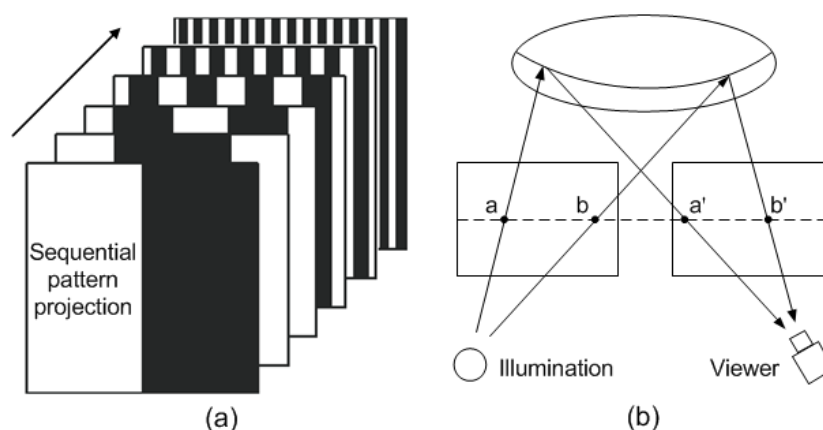 Sequential
pattern
projection
(a)
a
b
a'
b'
Illumination
Viewer
(b)